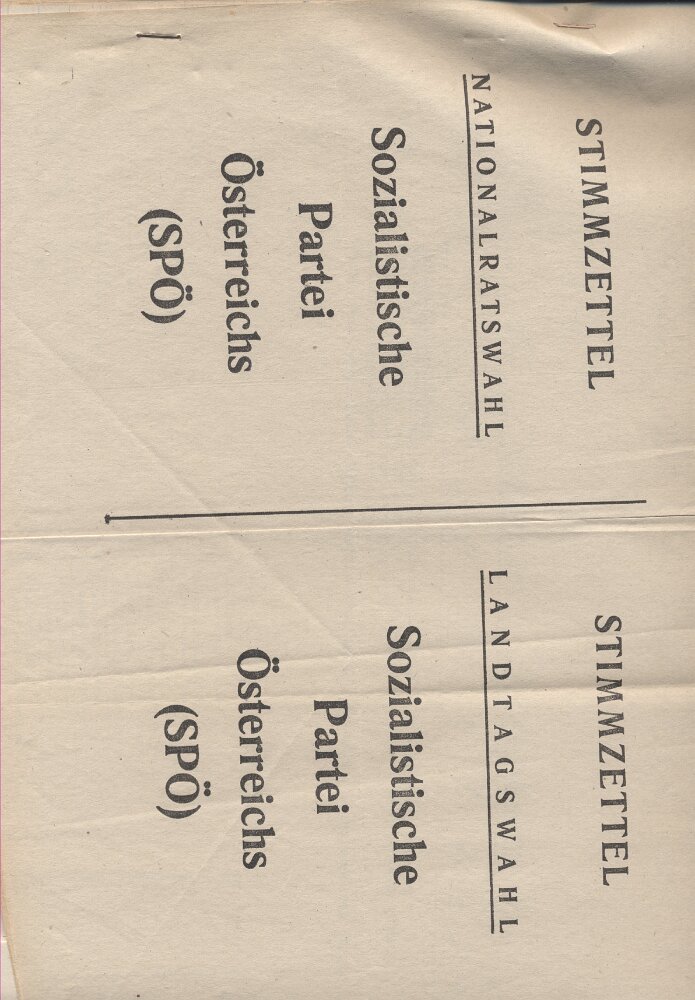 STIMMZETTEL
NATIONALRATSWAHL
Sozialistische
Partei
Österreichs
(SPÖ)
STIMMZETTEL
LANDTAGSWAHL
Sozialistische
Partei
Österreichs
(SPÖ)